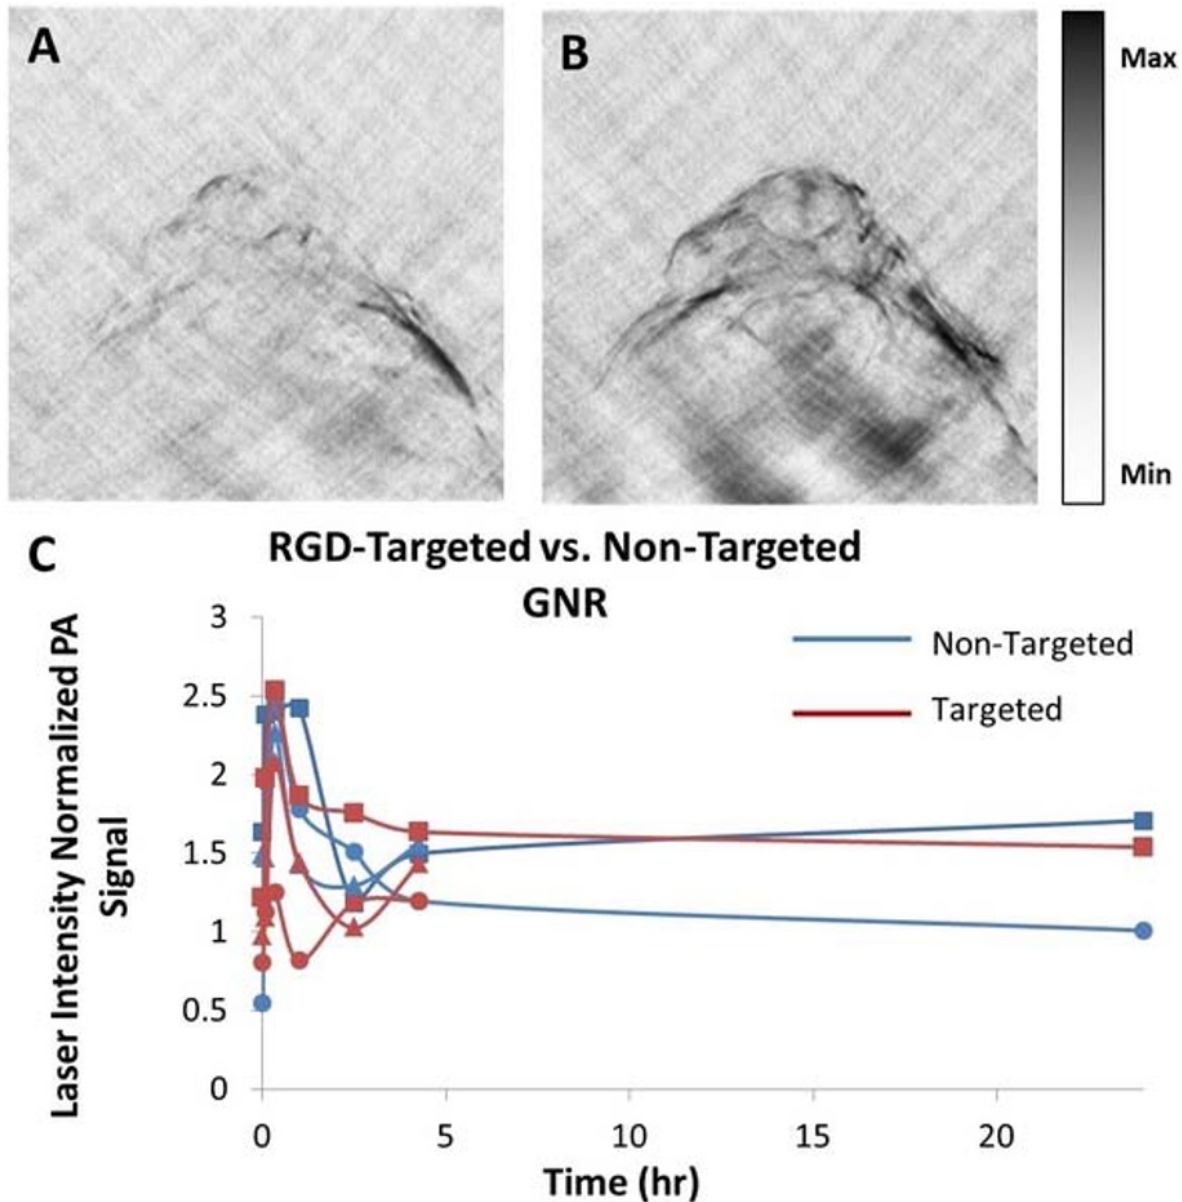 A
B
Max
Min
C
RGD-Targeted vs. Non-Targeted
GNR
Laser Intensity Normalized PA
Signal
3
2.5
2
1.5
1
0.5
0
Non-Targeted
Targeted
0 5 10 15 20
Time (hr)